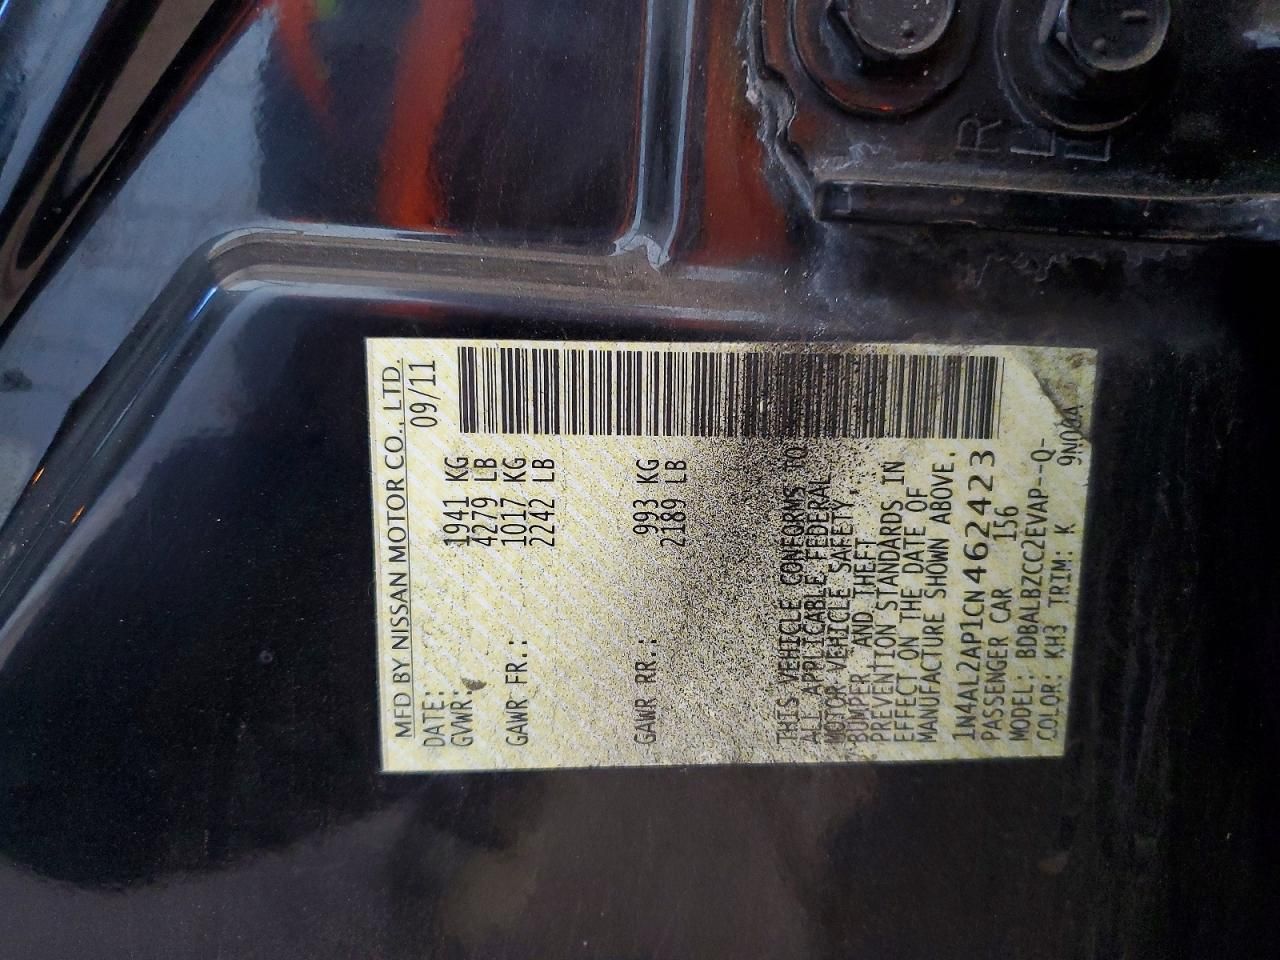 MFD BY NISSAN MOTOR CO., LTD.
DATE: 09/11
GVWR: 1941 KG
4279 LB
GAWR FR.: 1017 KG
2242 LB
GAWR RR.: 993 KG
2189 LB
THIS VEHICLE CONFORMS TO
ALL APPLICABLE FEDERAL
MOTOR VEHICLE SAFETY,
BUMPER AND THEFT
PREVENTION STANDARDS IN
EFFECT ON THE DATE OF
MANUFACTURE SHOWN ABOVE.
1N4AL2AP1CN462423
PASSENGER CAR 156
MODEL: BDBALBZCC2EVAP--Q-
COLOR: KH3 TRIM: K
R